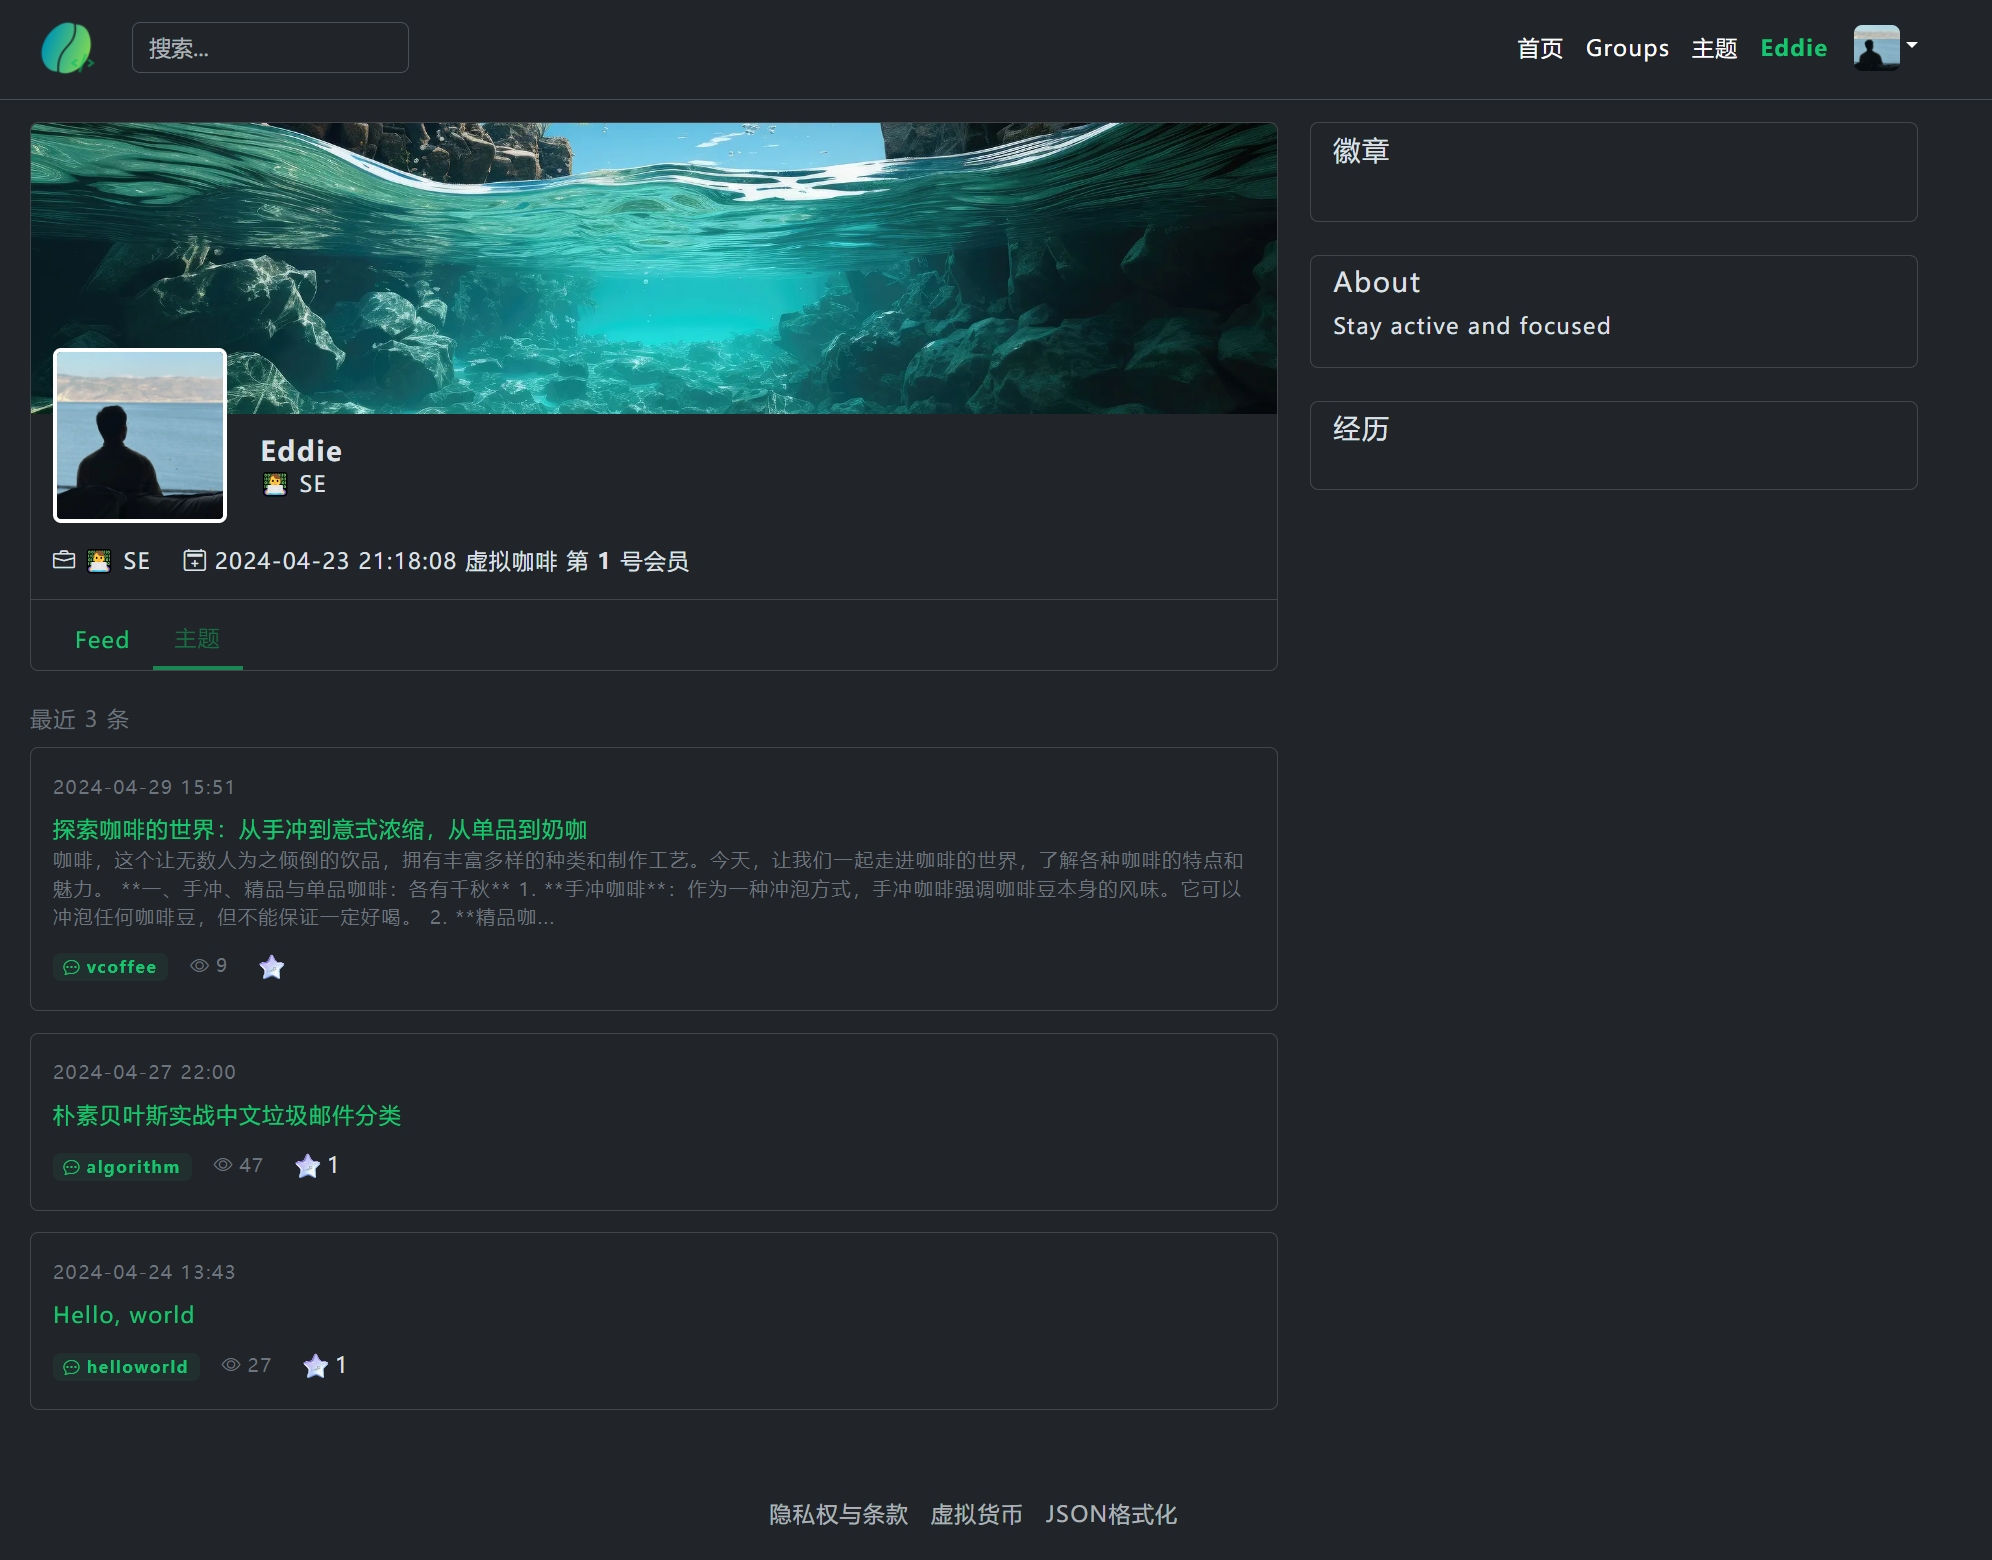 搜索...
首页 Groups 主题 Eddie
Eddie
SE
SE 2024-04-23 21:18:08 虚拟咖啡 第 1 号会员
Feed 主题
最近 3 条
2024-04-29 15:51
探索咖啡的世界：从手冲到意式浓缩，从单品到奶咖
咖啡，这个让无数人为之倾倒的饮品，拥有丰富多样的种类和制作工艺。今天，让我们一起走进咖啡的世界，了解各种咖啡的特点和
魅力。 **一、手冲、精品与单品咖啡：各有千秋** 1. **手冲咖啡**：作为一种冲泡方式，手冲咖啡强调咖啡豆本身的风味。它可以
冲泡任何咖啡豆，但不能保证一定好喝。 2. **精品咖...
vcoffee 9
2024-04-27 22:00
朴素贝叶斯实战中文垃圾邮件分类
algorithm 47 1
2024-04-24 13:43
Hello, world
helloworld 27 1
徽章
About
Stay active and focused
经历
隐私权与条款 虚拟货币 JSON格式化